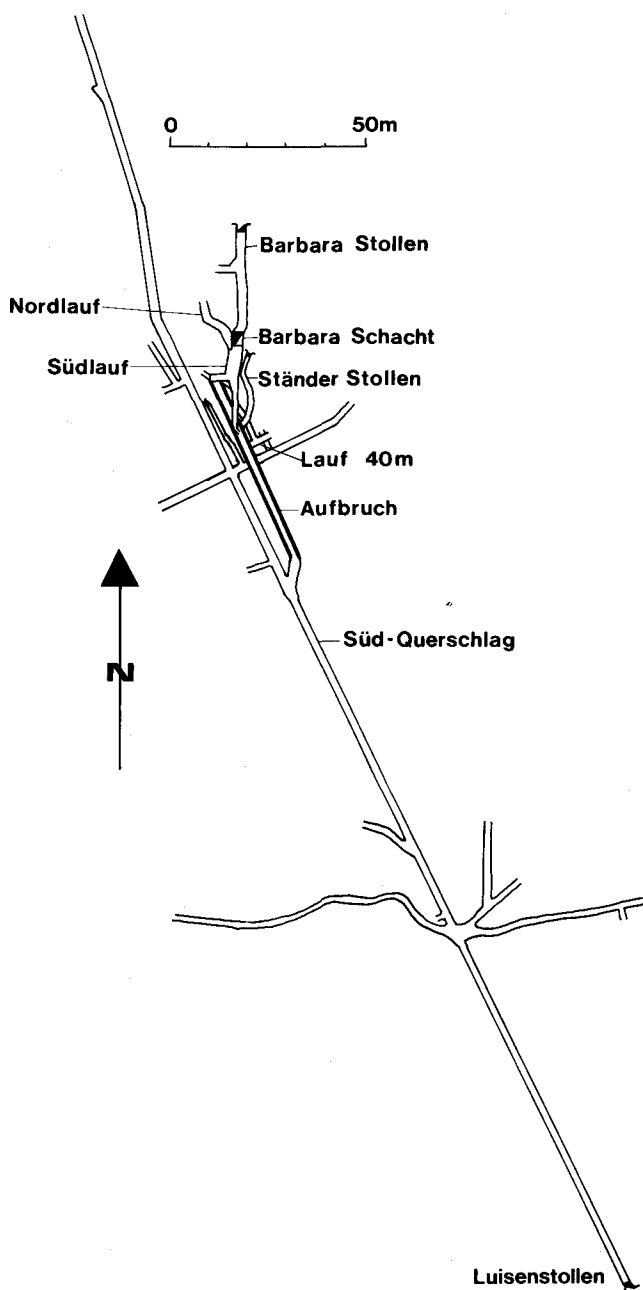 0 50m
Barbara Stollen
Nordlauf
Barbara Schacht
Südlauf
Ständer Stollen
Lauf 40m
Aufbruch
Süd-Querschlag
N
Luisenstollen